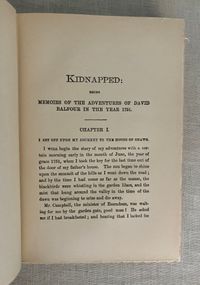 KIDNAPPED:
BEING
MEMOIRS OF THE ADVENTURES OF DAVID
BALFOUR IN THE YEAR 1751.
CHAPTER I.
I SET OFF UPON MY JOURNEY TO THE HOUSE OF SHAWS.
I WILL begin the story of my adventures with a cer-
tain morning early in the month of June, the year of
grace 1751, when I took the key for the last time out of
the door of my father's house. The sun began to shine
upon the summit of the hills as I went down the road;
and by the time I had come as far as the manse, the
blackbirds were whistling in the garden lilacs, and the
mist that hung around the valley in the time of the
dawn was beginning to arise and die away.
Mr. Campbell, the minister of Essendean, was wait-
ing for me by the garden gate, good man! He asked
me if I had breakfasted; and hearing that I lacked for